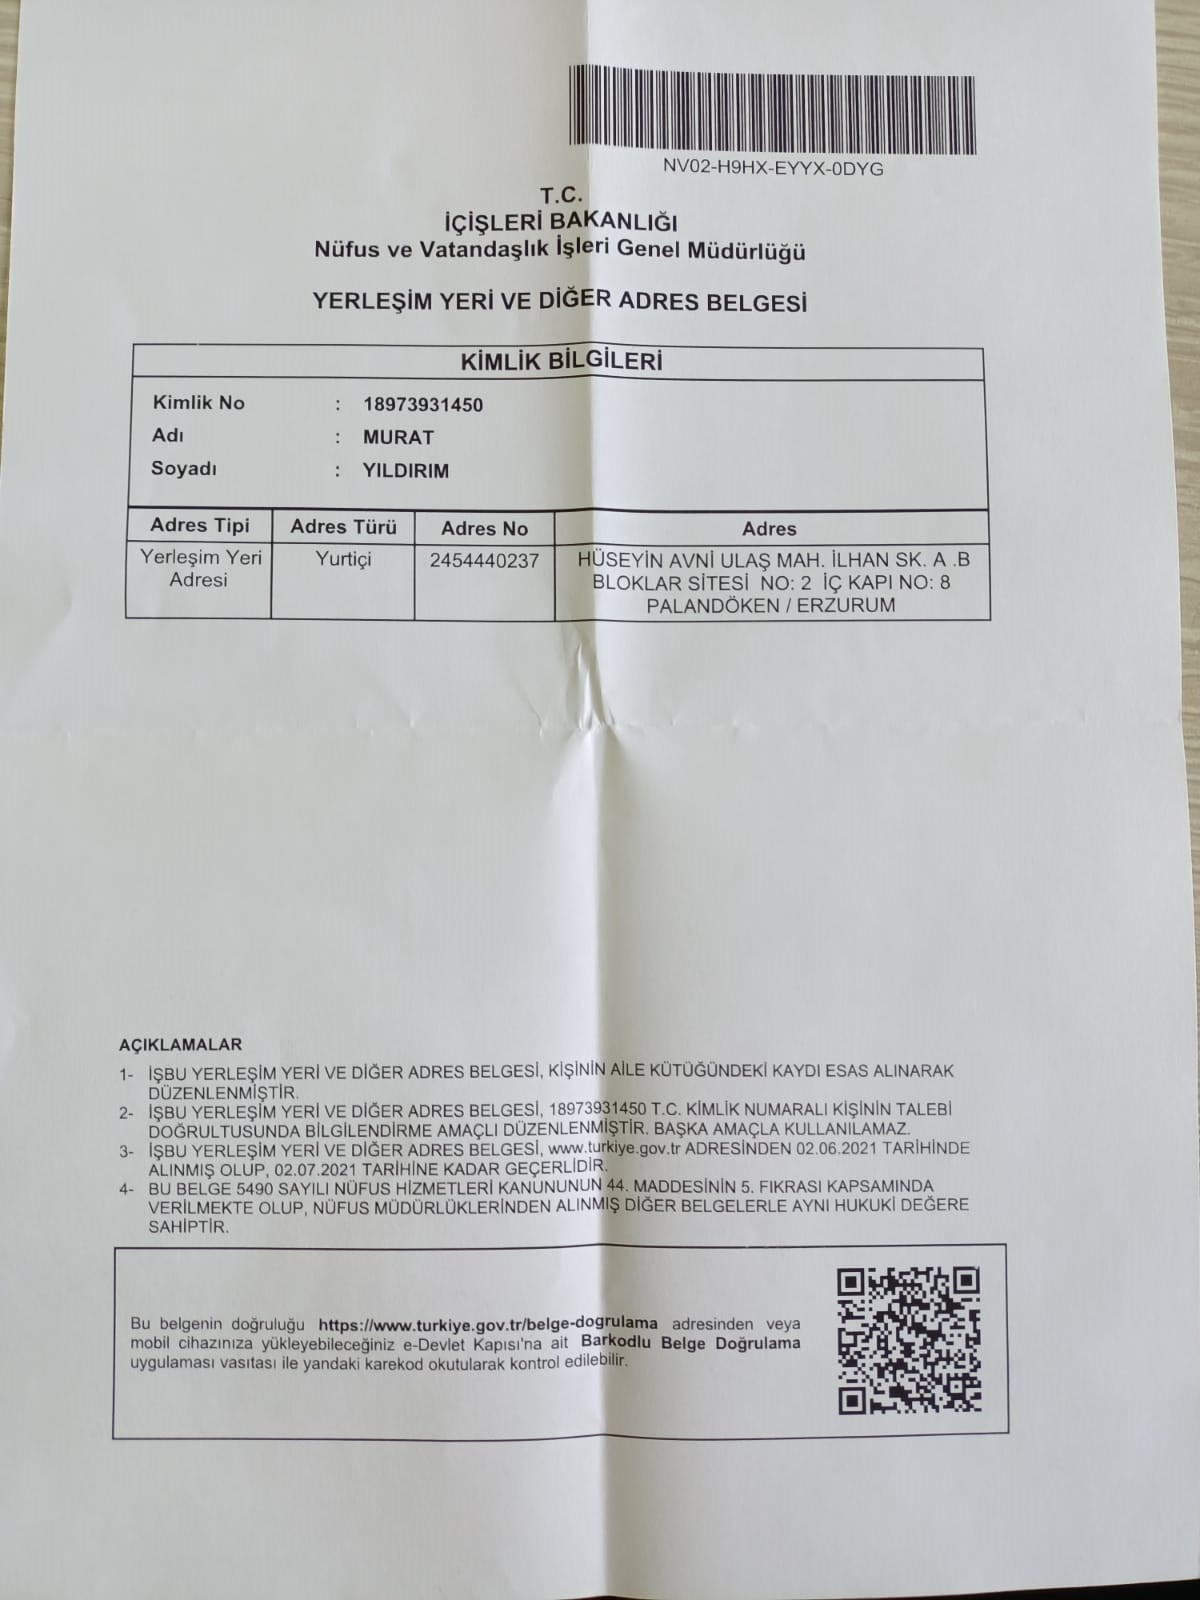 NV02-H9HX-EYYX-0DYG
T.C.
İÇİŞLERİ BAKANLIĞI
Nüfus ve Vatandaşlık İşleri Genel Müdürlüğü
YERLEŞİM YERİ VE DİĞER ADRES BELGESİ
KİMLİK BİLGİLERİ
Kimlik No : 18973931450
Adı : MURAT
Soyadı : YILDIRIM
Adres Tipi Adres Türü Adres No Adres
Yerleşim Yeri Yurtiçi 2454440237 HÜSEYİN AVNİ ULAŞ MAH. İLHAN SK. A .B
Adresi BLOKLAR SİTESİ NO: 2 İÇ KAPI NO: 8
PALANDÖKEN / ERZURUM
AÇIKLAMALAR
1- İŞBU YERLEŞİM YERİ VE DİĞER ADRES BELGESİ, KİŞİNİN AİLE KÜTÜĞÜNDEKİ KAYDI ESAS ALINARAK
DÜZENLENMİŞTİR.
2- İŞBU YERLEŞİM YERİ VE DİĞER ADRES BELGESİ, 18973931450 T.C. KİMLİK NUMARALI KİŞİNİN TALEBİ
DOĞRULTUSUNDA BİLGİLENDİRME AMAÇLI DÜZENLENMİŞTİR. BAŞKA AMAÇLA KULLANILAMAZ.
3- İŞBU YERLEŞİM YERİ VE DİĞER ADRES BELGESİ, www.turkiye.gov.tr ADRESİNDEN 02.06.2021 TARİHİNDE
ALINMIŞ OLUP, 02.07.2021 TARİHİNE KADAR GEÇERLİDİR.
4- BU BELGE 5490 SAYILI NÜFUS HİZMETLERİ KANUNUNUN 44. MADDESİNİN 5. FIKRASI KAPSAMINDA
VERİLMEKTE OLUP, NÜFUS MÜDÜRLÜKLERİNDEN ALINMIŞ DİĞER BELGELERLE AYNI HUKUKİ DEĞERE
SAHİPTİR.
Bu belgenin doğruluğu https://www.turkiye.gov.tr/belge-dogrulama adresinden veya
mobil cihazınıza yükleyebileceğiniz e-Devlet Kapısı'na ait Barkodlu Belge Doğrulama
uygulaması vasıtası ile yandaki karekod okutularak kontrol edilebilir.